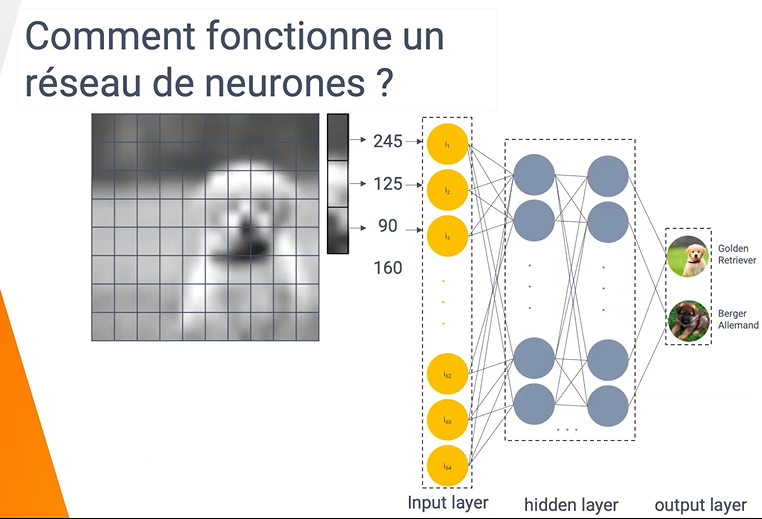 Comment fonctionne un
réseau de neurones ?
245
125
90
160
i1
i2
i3
i62
i63
i64
Golden
Retriever
Berger
Allemand
Input layer
hidden layer
output layer